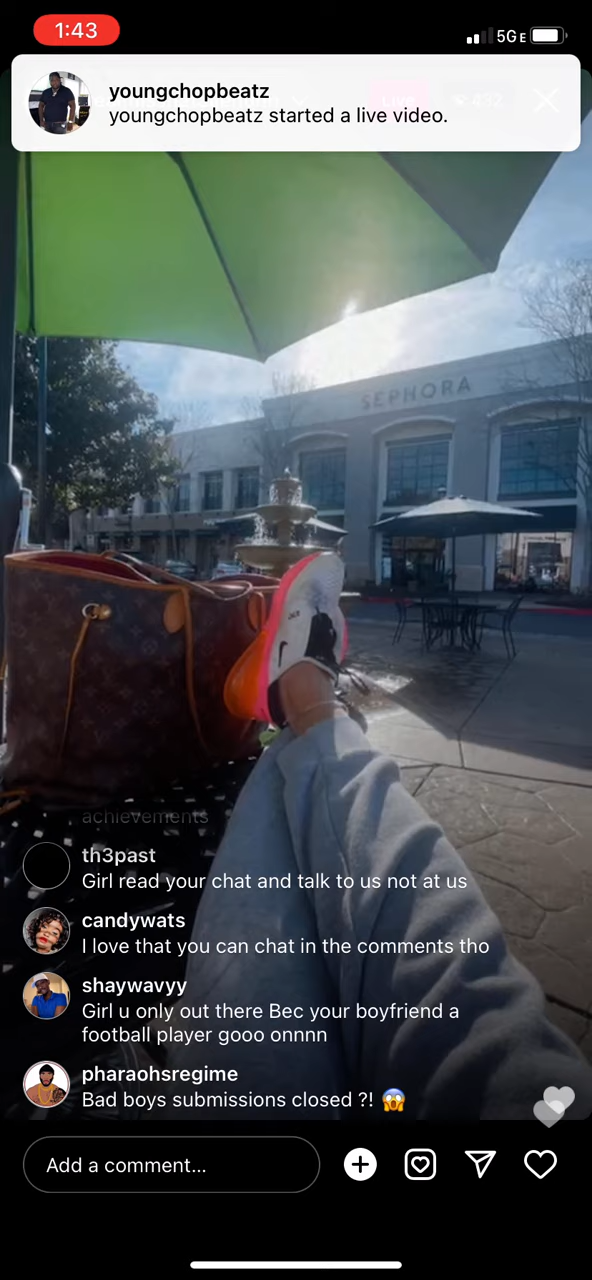 1:43
5G E
youngchopbeatz
youngchopbeatz started a live video.
SEPHORA
achievements
th3past
Girl read your chat and talk to us not at us
candywats
I love that you can chat in the comments tho
shaywavyy
Girl u only out there Bec your boyfriend a
football player gooo onnnn
pharaohsregime
Bad boys submissions closed ?! 😱
Add a comment...